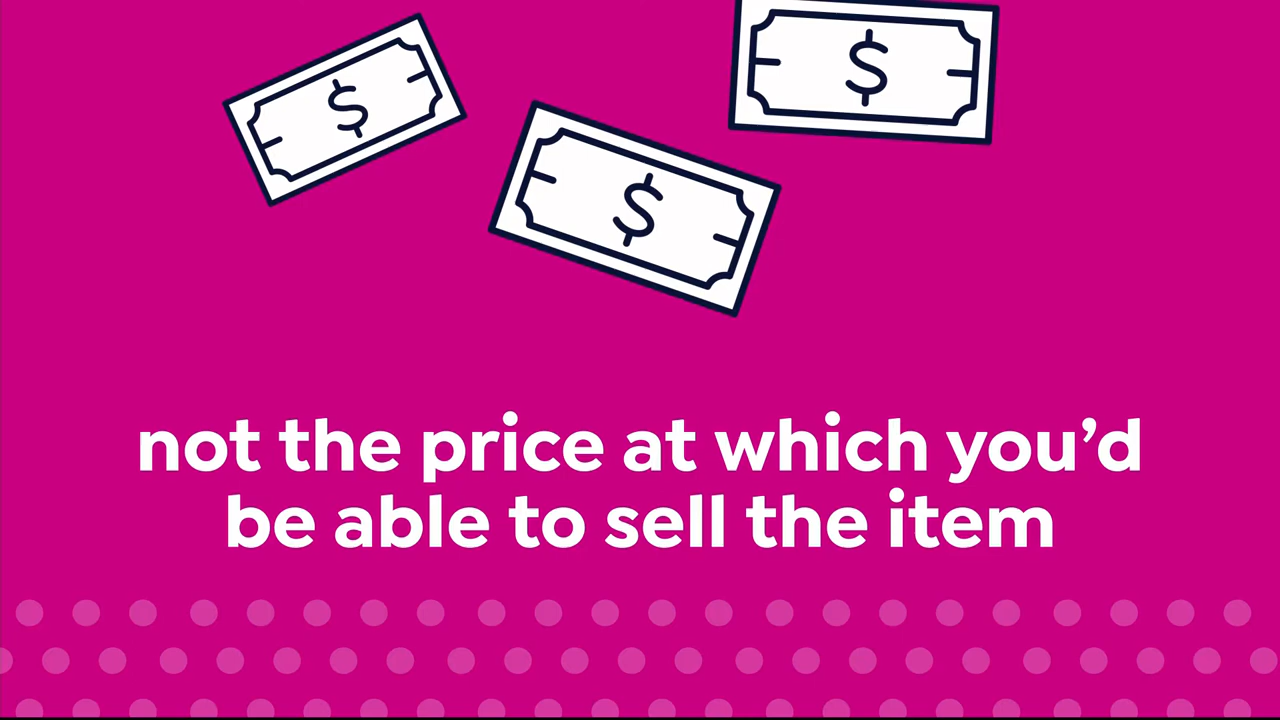 $
$
$
not the price at which you’d
be able to sell the item